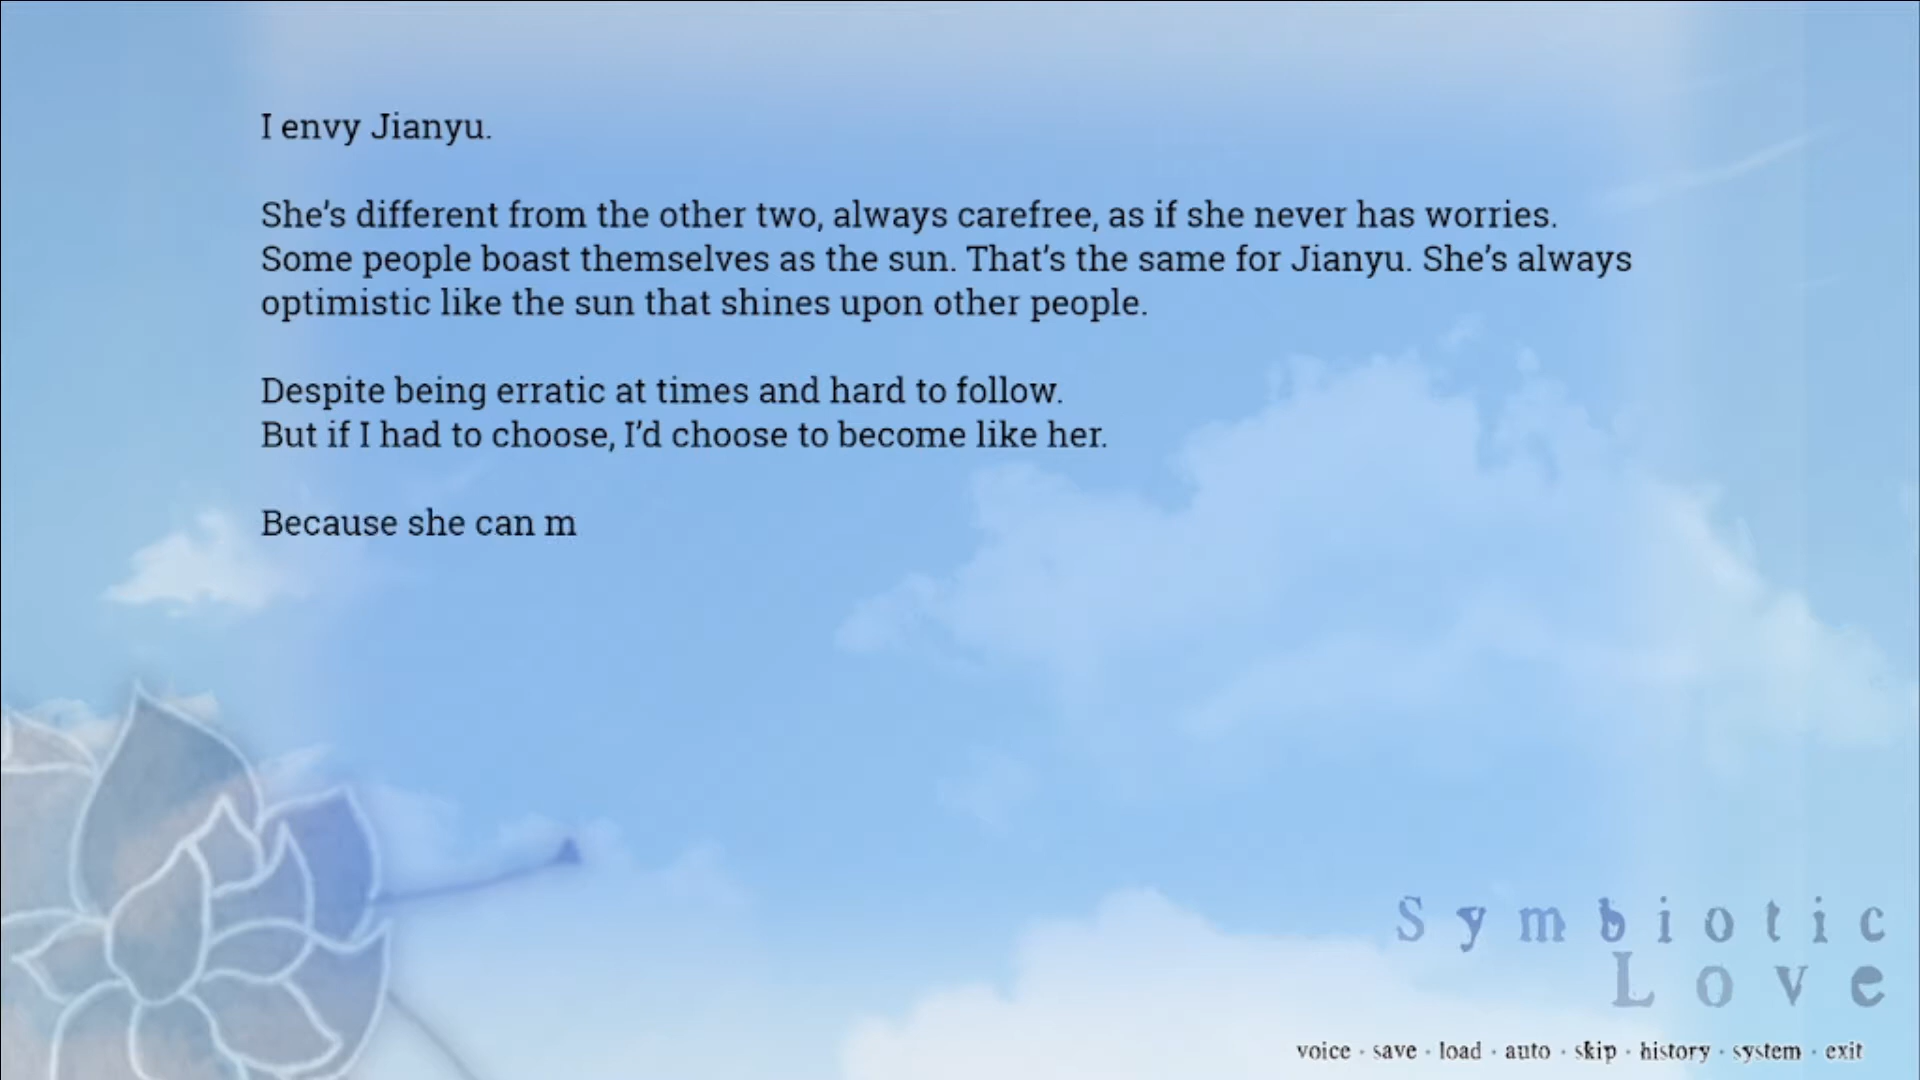 I envy Jianyu.
She’s different from the other two, always carefree, as if she never has worries.
Some people boast themselves as the sun. That’s the same for Jianyu. She’s always
optimistic like the sun that shines upon other people.
Despite being erratic at times and hard to follow.
But if I had to choose, I’d choose to become like her.
Because she can m
Symbiotic
Love
voice · save · load · auto · skip · history · system · exit